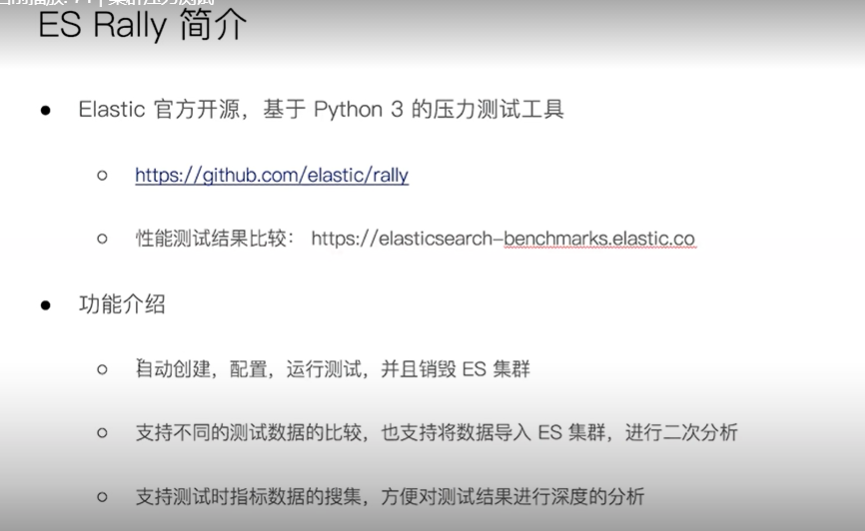 ES Rally 简介
Elastic 官方开源，基于 Python 3 的压力测试工具
https://github.com/elastic/rally
性能测试结果比较： https://elasticsearch-benchmarks.elastic.co
功能介绍
自动创建，配置，运行测试，并且销毁 ES 集群
支持不同的测试数据的比较，也支持将数据导入 ES 集群，进行二次分析
支持测试时指标数据的搜集，方便对测试结果进行深度的分析